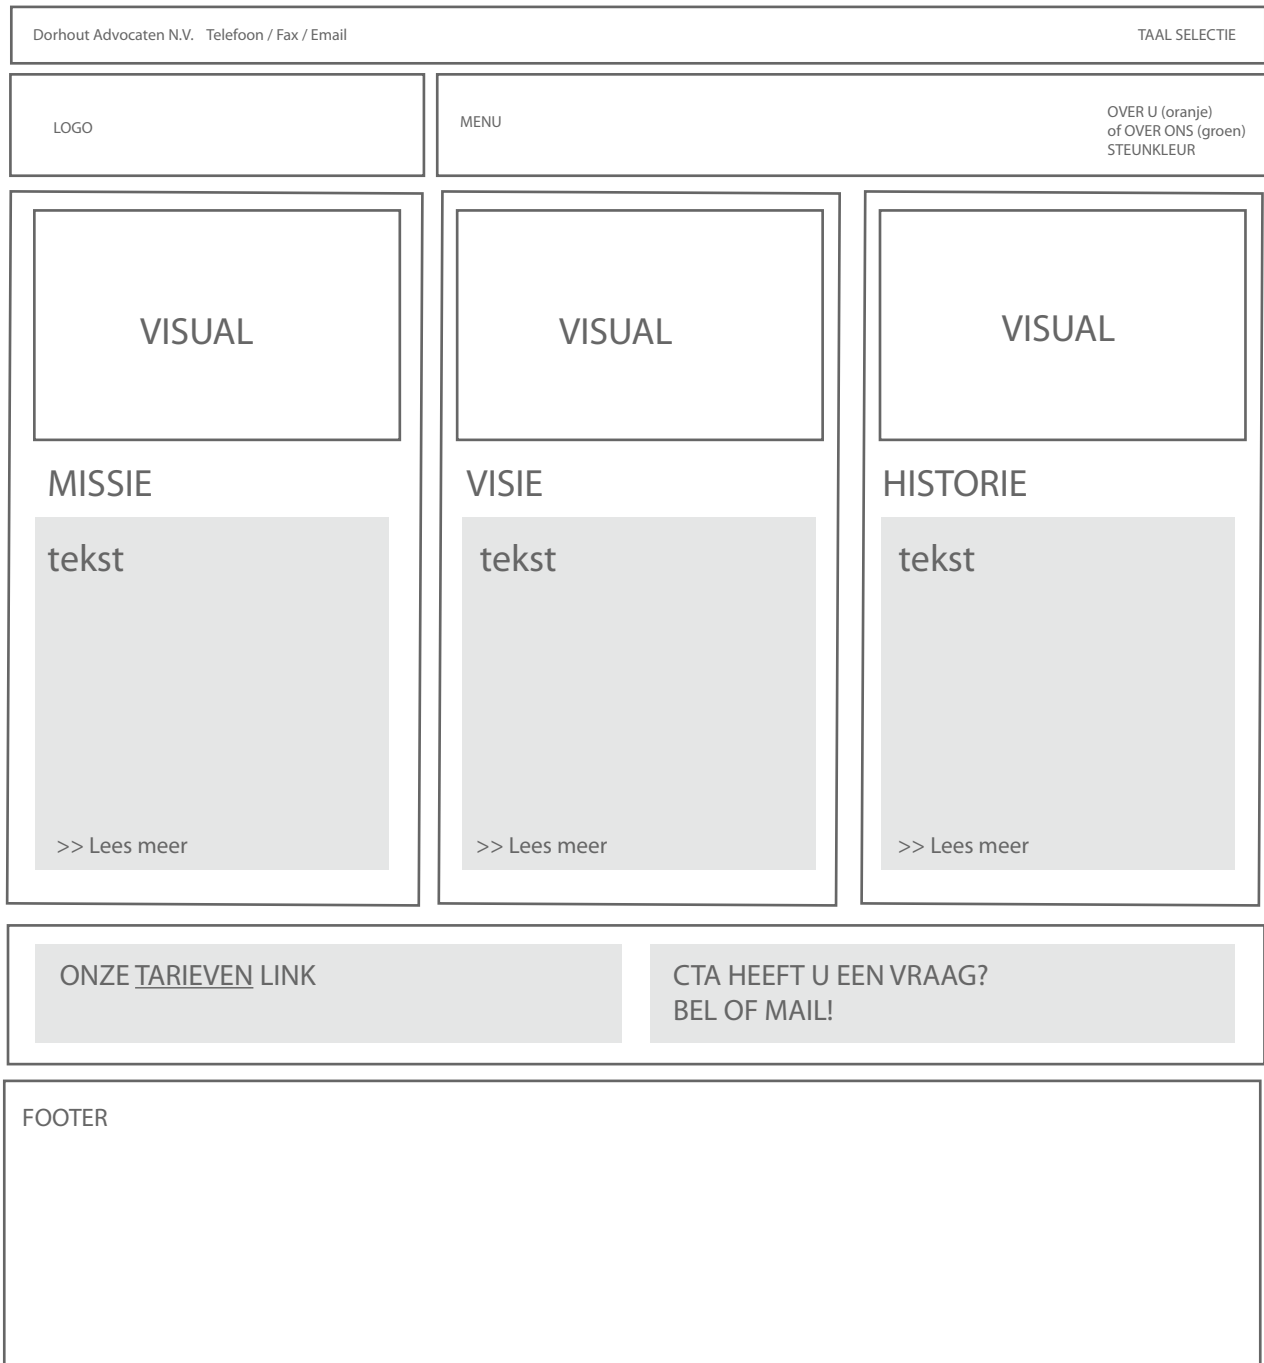 Dorhout Advocaten N.V. Telefoon / Fax / Email
TAAL SELECTIE
LOGO
MENU
OVER U (oranje)
of OVER ONS (groen)
STEUNKLEUR
VISUAL
VISUAL
VISUAL
MISSIE
VISIE
HISTORIE
tekst
tekst
tekst
>> Lees meer
>> Lees meer
>> Lees meer
ONZE TARIEVEN LINK
CTA HEEFT U EEN VRAAG?
BEL OF MAIL!
FOOTER